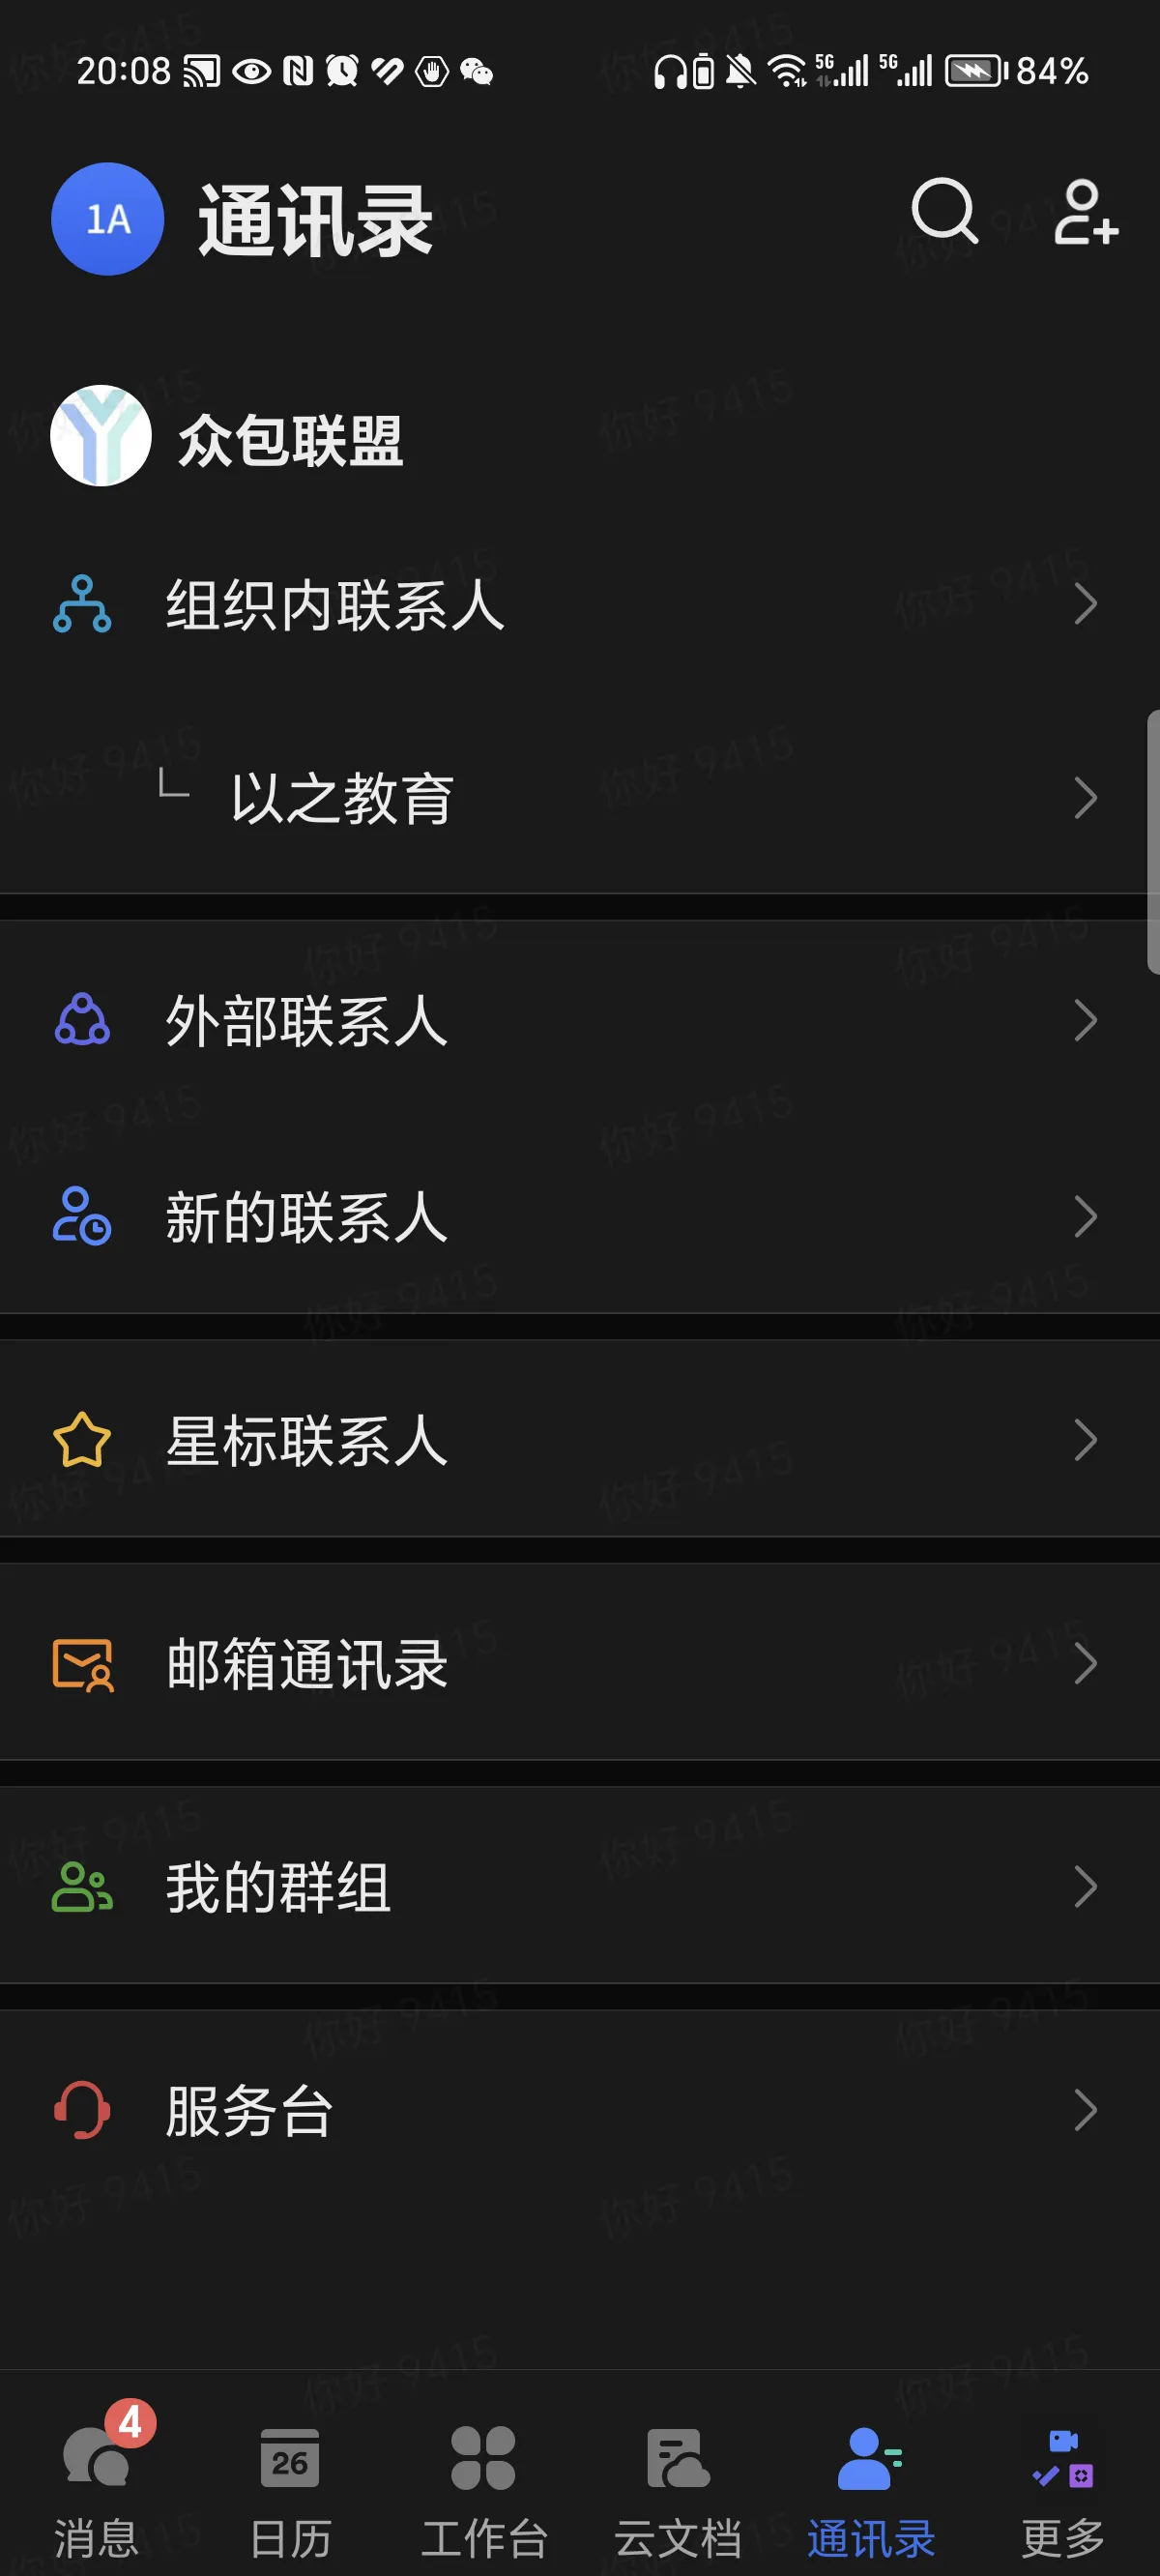 20:08 5G 5G 84%
1A 通讯录
众包联盟
组织内联系人
以之教育
外部联系人
新的联系人
星标联系人
邮箱通讯录
我的群组
服务台
4
26
消息 日历 工作台 云文档 通讯录 更多
你好 9415